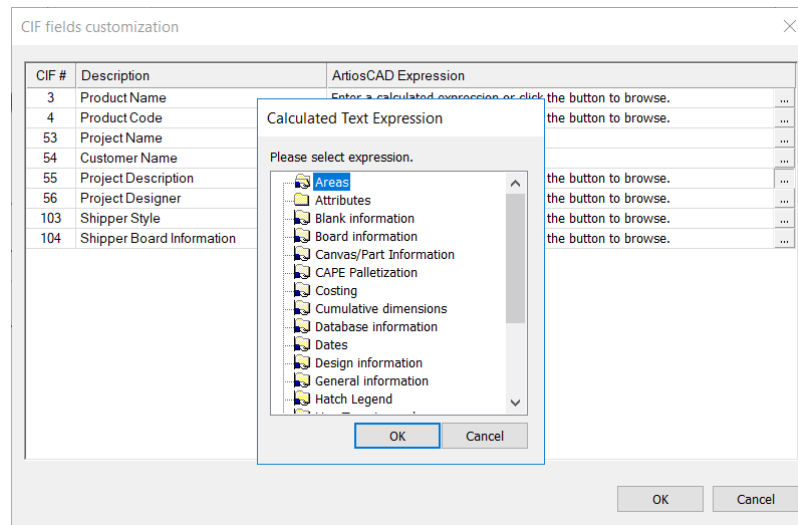 CIF fields customization
CIF # Description ArtiosCAD Expression
3 Product Name Enter a calculated expression or click the button to browse. ...
4 Product Code the button to browse. ...
53 Project Name ...
54 Customer Name ...
55 Project Description the button to browse. ...
56 Project Designer the button to browse. ...
103 Shipper Style the button to browse. ...
104 Shipper Board Information the button to browse. ...
Calculated Text Expression
Please select expression.
Areas
Attributes
Blank information
Board information
Canvas/Part Information
CAPE Palletization
Costing
Cumulative dimensions
Database information
Dates
Design information
General information
Hatch Legend
OK Cancel
OK Cancel